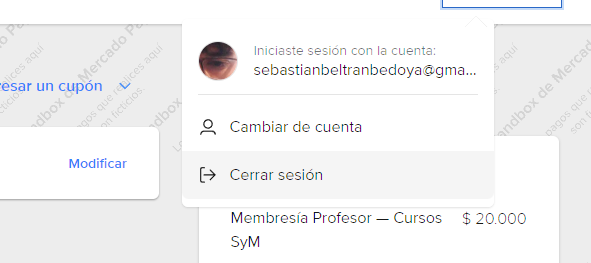 Iniciaste sesión con la cuenta:
sebastianbeltranbedoya@gma...
esar un cupón
Cambiar de cuenta
Modificar
Cerrar sesión
Membresía Profesor — Cursos
SyM
$ 20.000